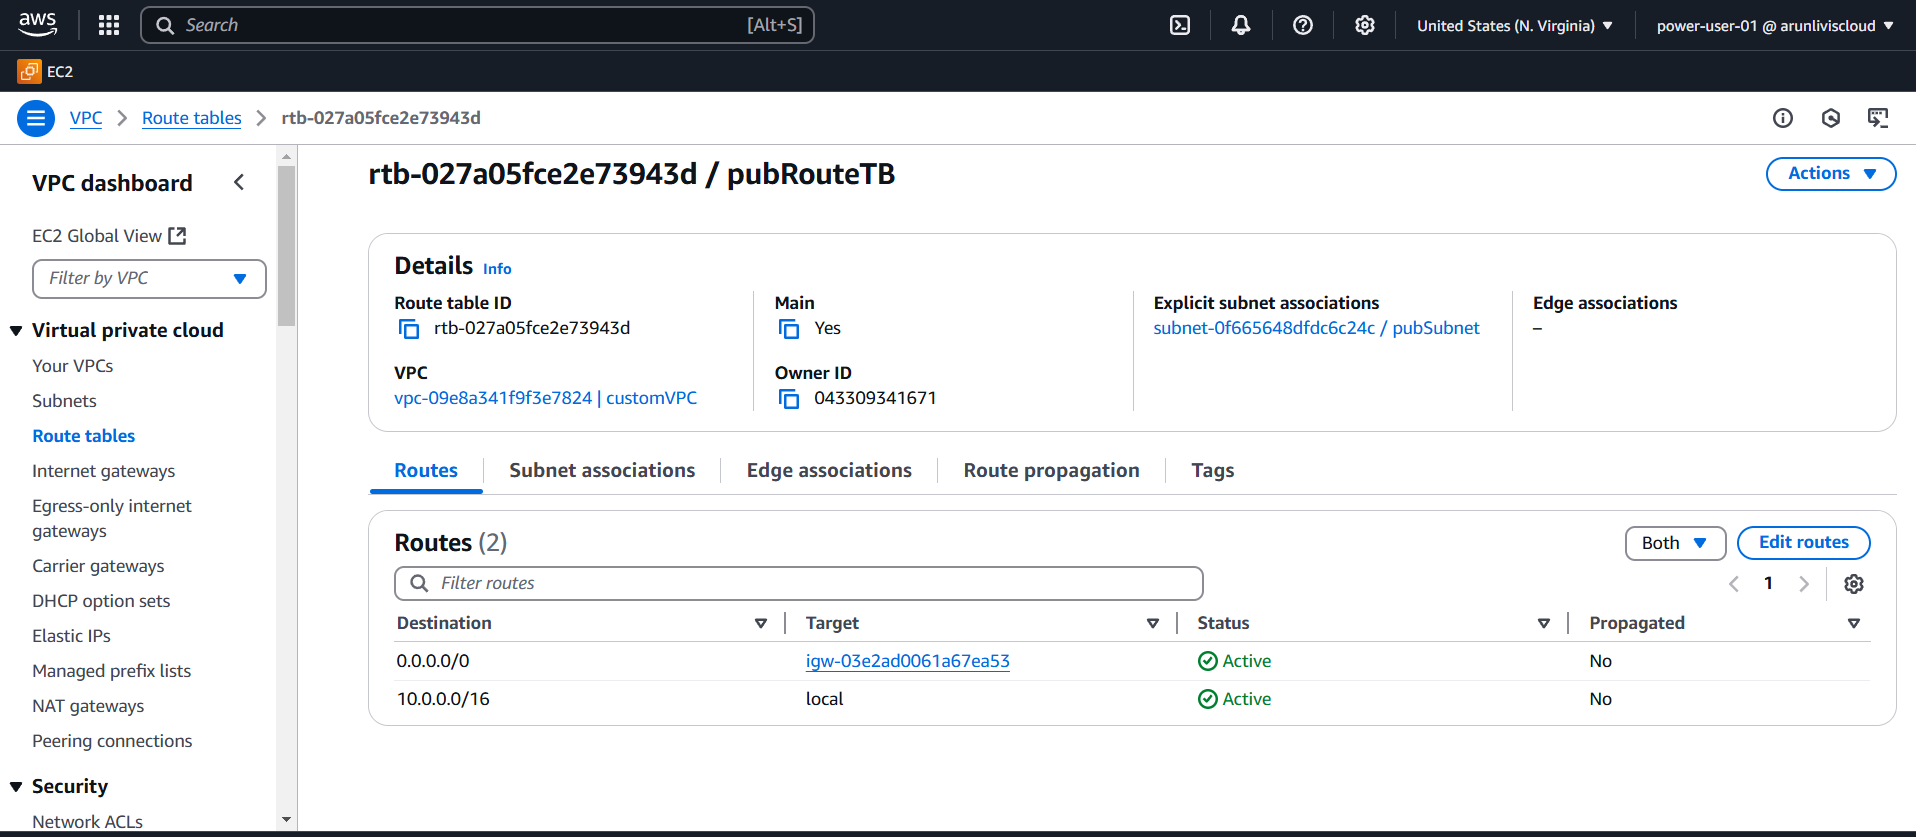 aws
Search [Alt+S]
United States (N. Virginia)
power-user-01 @ arunliviscloud
EC2
VPC
Route tables
rtb-027a05fce2e73943d
VPC dashboard
EC2 Global View
Filter by VPC
Virtual private cloud
Your VPCs
Subnets
Route tables
Internet gateways
Egress-only internet
gateways
Carrier gateways
DHCP option sets
Elastic IPs
Managed prefix lists
NAT gateways
Peering connections
Security
Network ACLs
rtb-027a05fce2e73943d / pubRouteTB
Actions
Details Info
Route table ID
rtb-027a05fce2e73943d
VPC
vpc-09e8a341f9f3e7824 | customVPC
Main
Yes
Owner ID
043309341671
Explicit subnet associations
subnet-0f665648dfdc6c24c / pubSubnet
Edge associations
–
Routes Subnet associations Edge associations Route propagation Tags
Routes (2)
Both
Edit routes
Filter routes
1
Destination Target Status Propagated
0.0.0.0/0 igw-03e2ad0061a67ea53 Active No
10.0.0.0/16 local Active No